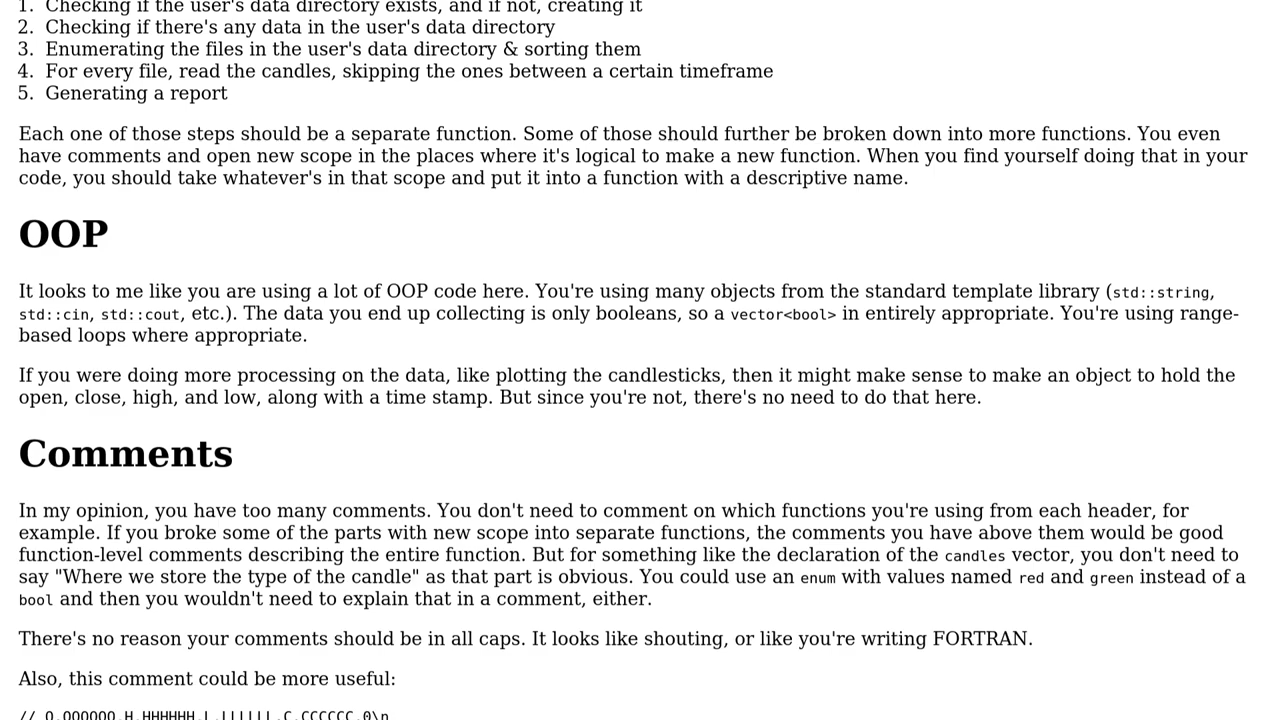 1. Checking if the user's data directory exists, and if not, creating it
2. Checking if there's any data in the user's data directory
3. Enumerating the files in the user's data directory & sorting them
4. For every file, read the candles, skipping the ones between a certain timeframe
5. Generating a report
Each one of those steps should be a separate function. Some of those should further be broken down into more functions. You even
have comments and open new scope in the places where it's logical to make a new function. When you find yourself doing that in your
code, you should take whatever's in that scope and put it into a function with a descriptive name.
OOP
It looks to me like you are using a lot of OOP code here. You're using many objects from the standard template library (std::string,
std::cin, std::cout, etc.). The data you end up collecting is only booleans, so a vector<bool> in entirely appropriate. You're using range-
based loops where appropriate.
If you were doing more processing on the data, like plotting the candlesticks, then it might make sense to make an object to hold the
open, close, high, and low, along with a time stamp. But since you're not, there's no need to do that here.
Comments
In my opinion, you have too many comments. You don't need to comment on which functions you're using from each header, for
example. If you broke some of the parts with new scope into separate functions, the comments you have above them would be good
function-level comments describing the entire function. But for something like the declaration of the candles vector, you don't need to
say "Where we store the type of the candle" as that part is obvious. You could use an enum with values named red and green instead of a
bool and then you wouldn't need to explain that in a comment, either.
There's no reason your comments should be in all caps. It looks like shouting, or like you're writing FORTRAN.
Also, this comment could be more useful:
// O.OOOOOO,H.HHHHHH,L.LLLLLL,C.CCCCCC,0\n